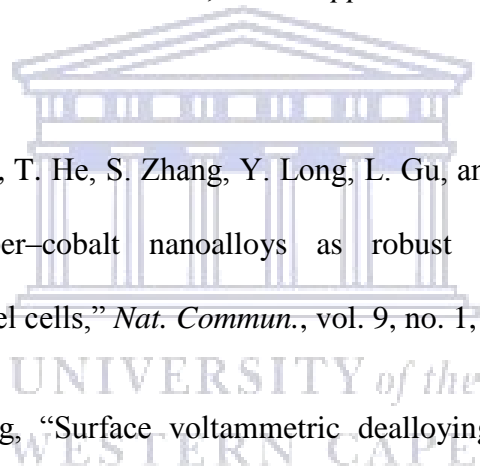 , T. He, S. Zhang, Y. Long, L. Gu, an
er–cobalt nanoalloys as robust
el cells,” Nat. Commun., vol. 9, no. 1,
UNIVERSITY of the
g, “Surface voltammetric dealloying
WESTERN CAPE